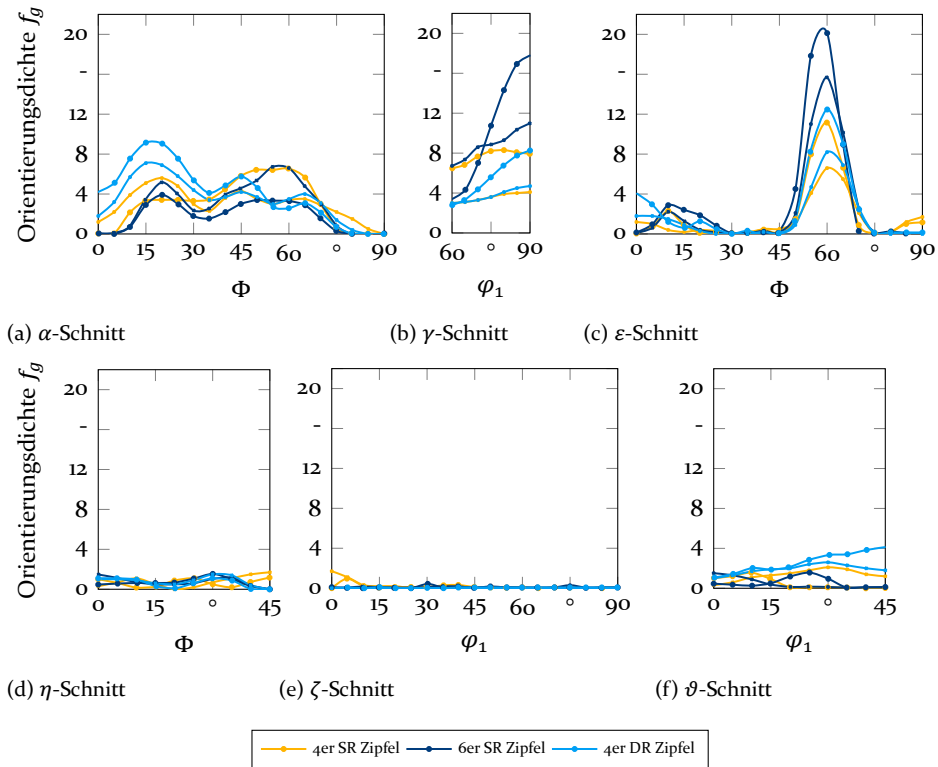 Orientierungsdichte f_g
20
-
12
8
4
0
0 15 30 45 60 ° 90
Φ
(a) α-Schnitt
20
-
12
8
4
0
60 ° 90
φ₁
(b) γ-Schnitt
20
-
12
8
4
0
0 15 30 45 60 ° 90
Φ
(c) ε-Schnitt
Orientierungsdichte f_g
20
-
12
8
4
0
0 15 ° 45
Φ
(d) η-Schnitt
20
-
12
8
4
0
0 15 30 45 60 ° 90
φ₁
(e) ζ-Schnitt
20
-
12
8
4
0
0 15 ° 45
φ₁
(f) ϑ-Schnitt
4er SR Zipfel 6er SR Zipfel 4er DR Zipfel